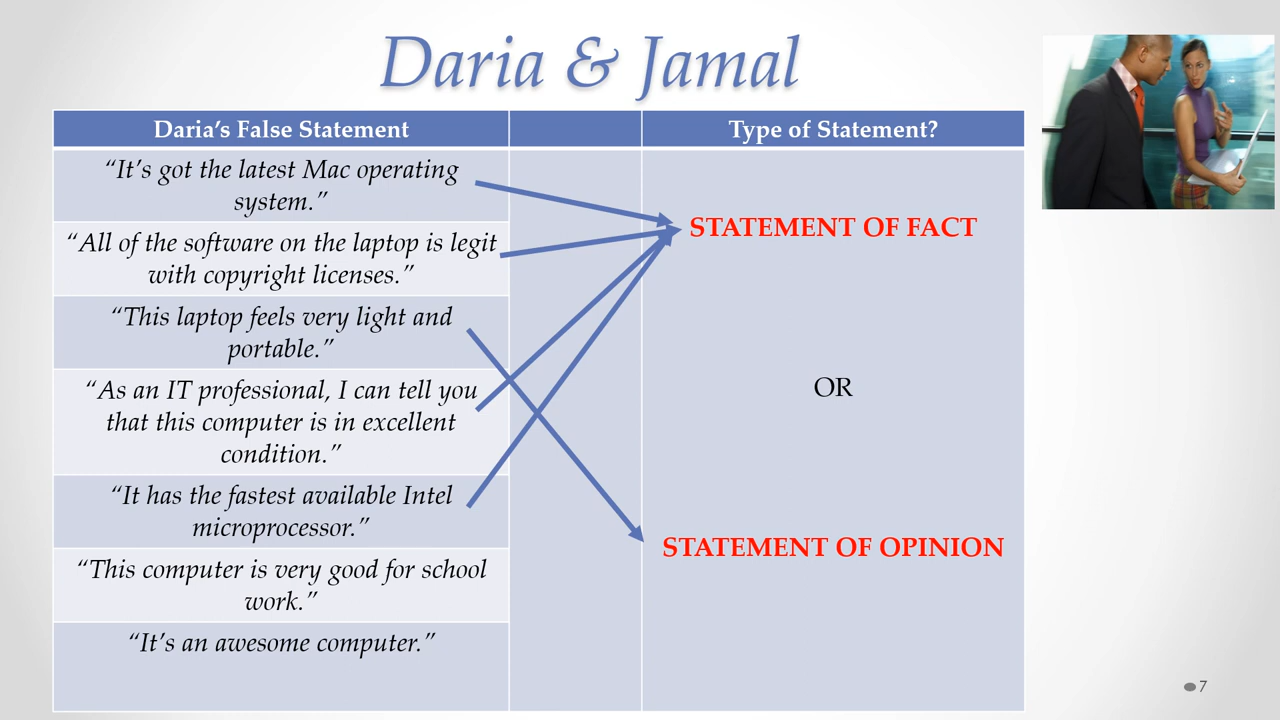 Daria & Jamal
Daria’s False Statement
Type of Statement?
“It’s got the latest Mac operating
system.”
“All of the software on the laptop is legit
with copyright licenses.”
“This laptop feels very light and
portable.”
“As an IT professional, I can tell you
that this computer is in excellent
condition.”
“It has the fastest available Intel
microprocessor.”
“This computer is very good for school
work.”
“It’s an awesome computer.”
STATEMENT OF FACT
OR
STATEMENT OF OPINION
7